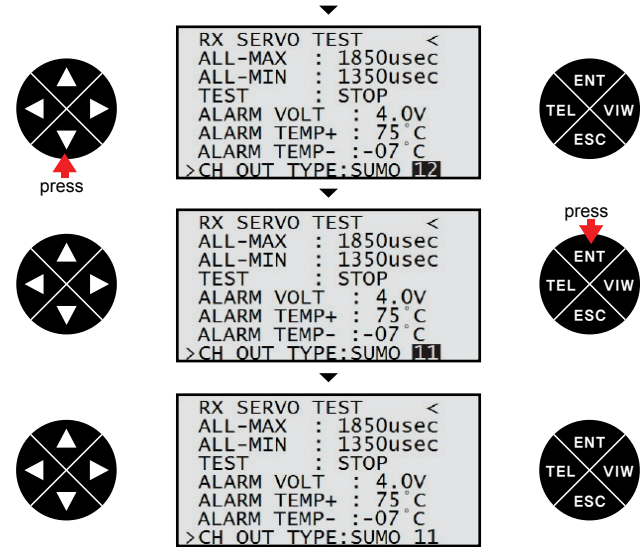 RX SERVO TEST <
ALL-MAX : 1850usec
ALL-MIN : 1350usec
TEST : STOP
ALARM VOLT : 4.0V
ALARM TEMP+ : 75°C
ALARM TEMP- :-07°C
>CH OUT TYPE:SUMO 12
press
ENT
TEL VIW
ESC
RX SERVO TEST <
ALL-MAX : 1850usec
ALL-MIN : 1350usec
TEST : STOP
ALARM VOLT : 4.0V
ALARM TEMP+ : 75°C
ALARM TEMP- :-07°C
>CH OUT TYPE:SUMO 11
press
ENT
TEL VIW
ESC
RX SERVO TEST <
ALL-MAX : 1850usec
ALL-MIN : 1350usec
TEST : STOP
ALARM VOLT : 4.0V
ALARM TEMP+ : 75°C
ALARM TEMP- :-07°C
>CH OUT TYPE:SUMO 11
ENT
TEL VIW
ESC